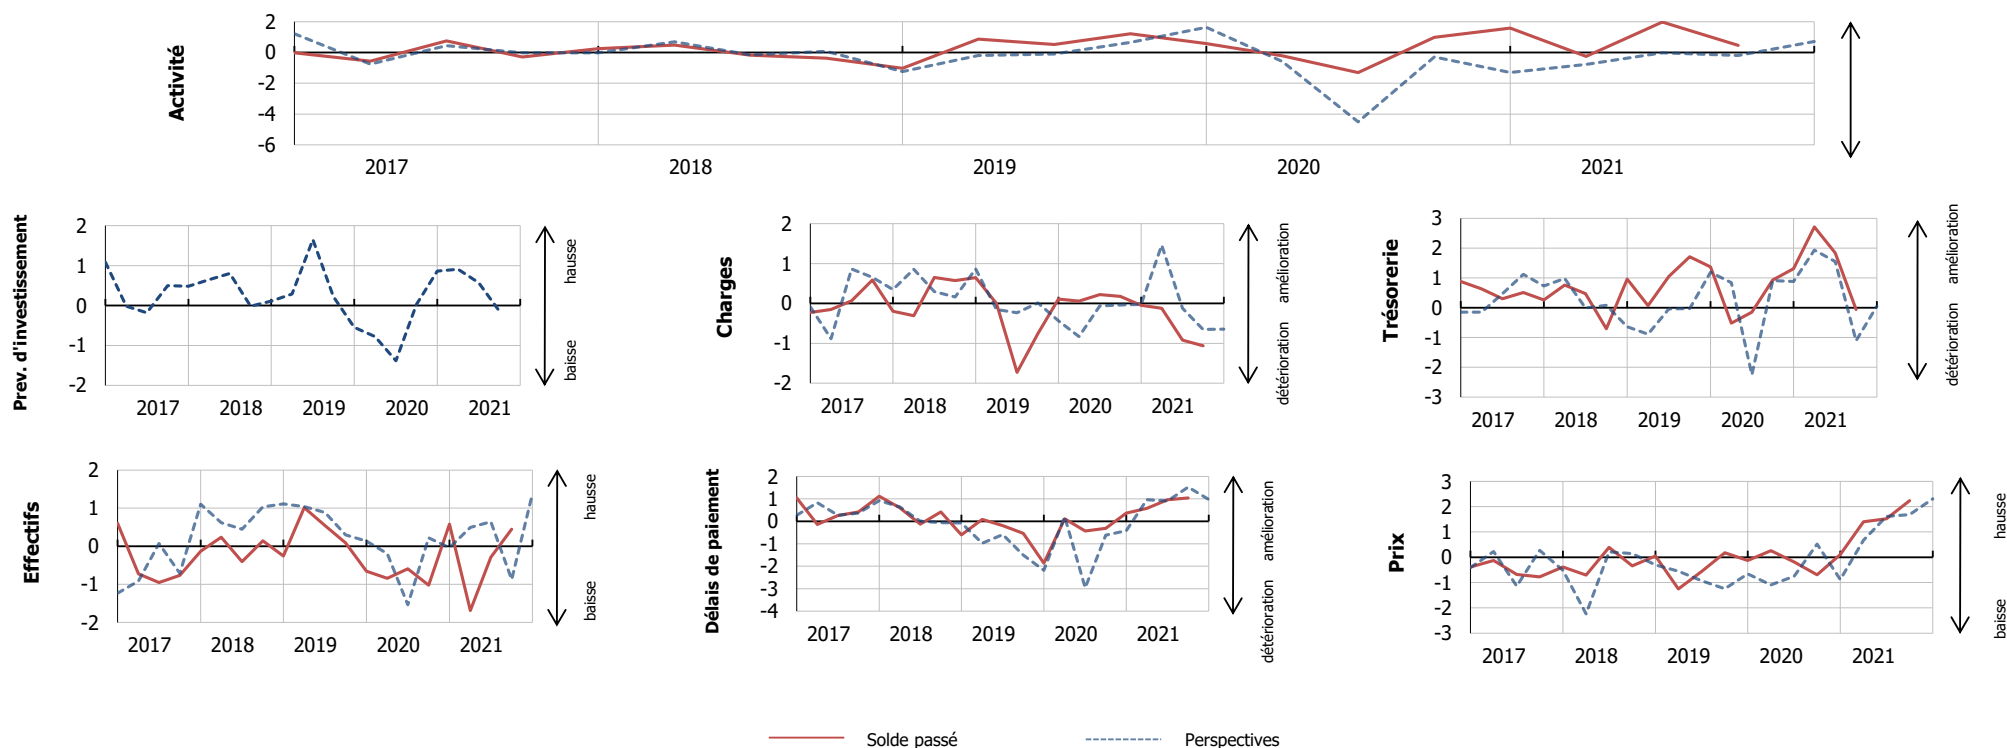 Activité
2
0
-2
-4
-6
2017 2018 2019 2020 2021
Prev. d'investissement
2
1
0
-1
-2
2017 2018 2019 2020 2021
hausse
baisse
Charges
2
1
0
-1
-2
2017 2018 2019 2020 2021
amélioration
détérioration
Trésorerie
3
2
1
0
-1
-2
-3
2017 2018 2019 2020 2021
amélioration
détérioration
Effectifs
2
1
0
-1
-2
2017 2018 2019 2020 2021
hausse
baisse
Délais de paiement
2
1
0
-1
-2
-3
-4
2017 2018 2019 2020 2021
amélioration
détérioration
Prix
3
2
1
0
-1
-2
-3
2017 2018 2019 2020 2021
hausse
baisse
Solde passé Perspectives